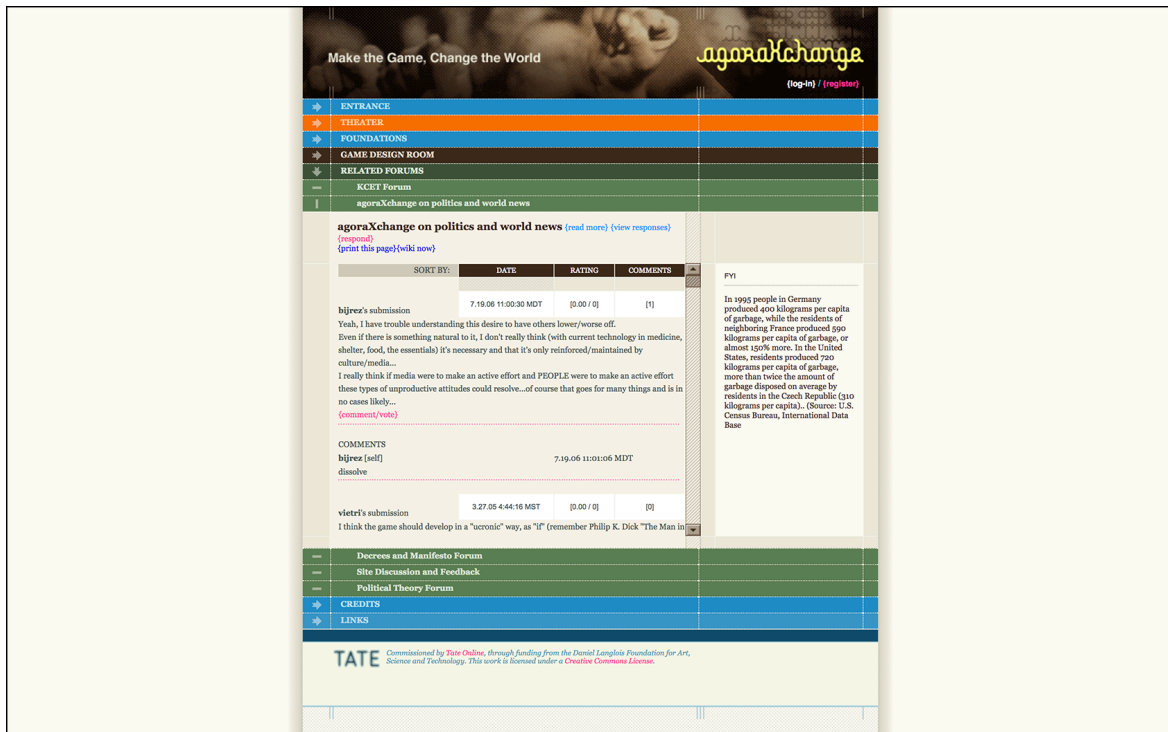 Make the Game, Change the World
agoraXchange
{log-in} / {register}
ENTRANCE
THEATER
FOUNDATIONS
GAME DESIGN ROOM
RELATED FORUMS
KCET Forum
agoraXchange on politics and world news
agoraXchange on politics and world news {read more} {view responses}
{respond}
{print this page}{wiki now}
SORT BY: DATE RATING COMMENTS
bijrez's submission 7.19.06 11:00:30 MDT [0.00 / 0] [1]
Yeah, I have trouble understanding this desire to have others lower/worse off.
Even if there is something natural to it, I don't really think (with current technology in medicine,
shelter, food, the essentials) it's necessary and that it's only reinforced/maintained by
culture/media...
I really think if media were to make an active effort and PEOPLE were to make an active effort
these types of unproductive attitudes could resolve...of course that goes for many things and is in
no cases likely...
{comment/vote}
COMMENTS
bijrez [self] 7.19.06 11:01:06 MDT
dissolve
vietri's submission 3.27.05 4:44:16 MST [0.00 / 0] [0]
I think the game should develop in a "ucronic" way, as "if" (remember Philip K. Dick "The Man in
FYI
In 1995 people in Germany
produced 400 kilograms per capita
of garbage, while the residents of
neighboring France produced 590
kilograms per capita of garbage, or
almost 150% more. In the United
States, residents produced 720
kilograms per capita of garbage,
more than twice the amount of
garbage disposed on average by
residents in the Czech Republic (310
kilograms per capita).. (Source: U.S.
Census Bureau, International Data
Base
Decrees and Manifesto Forum
Site Discussion and Feedback
Political Theory Forum
CREDITS
LINKS
TATE
Commissioned by Tate Online, through funding from the Daniel Langlois Foundation for Art,
Science and Technology. This work is licensed under a Creative Commons License.